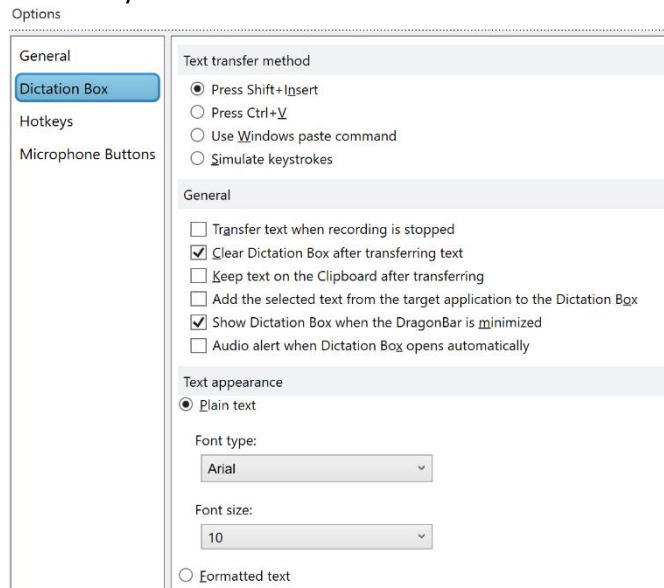 Options
General
Dictation Box
Hotkeys
Microphone Buttons
Text transfer method
Press Shift+Insert
Press Ctrl+V
Use Windows paste command
Simulate keystrokes
General
Transfer text when recording is stopped
Clear Dictation Box after transferring text
Keep text on the Clipboard after transferring
Add the selected text from the target application to the Dictation Box
Show Dictation Box when the DragonBar is minimized
Audio alert when Dictation Box opens automatically
Text appearance
Plain text
Font type:
Arial
Font size:
10
Formatted text